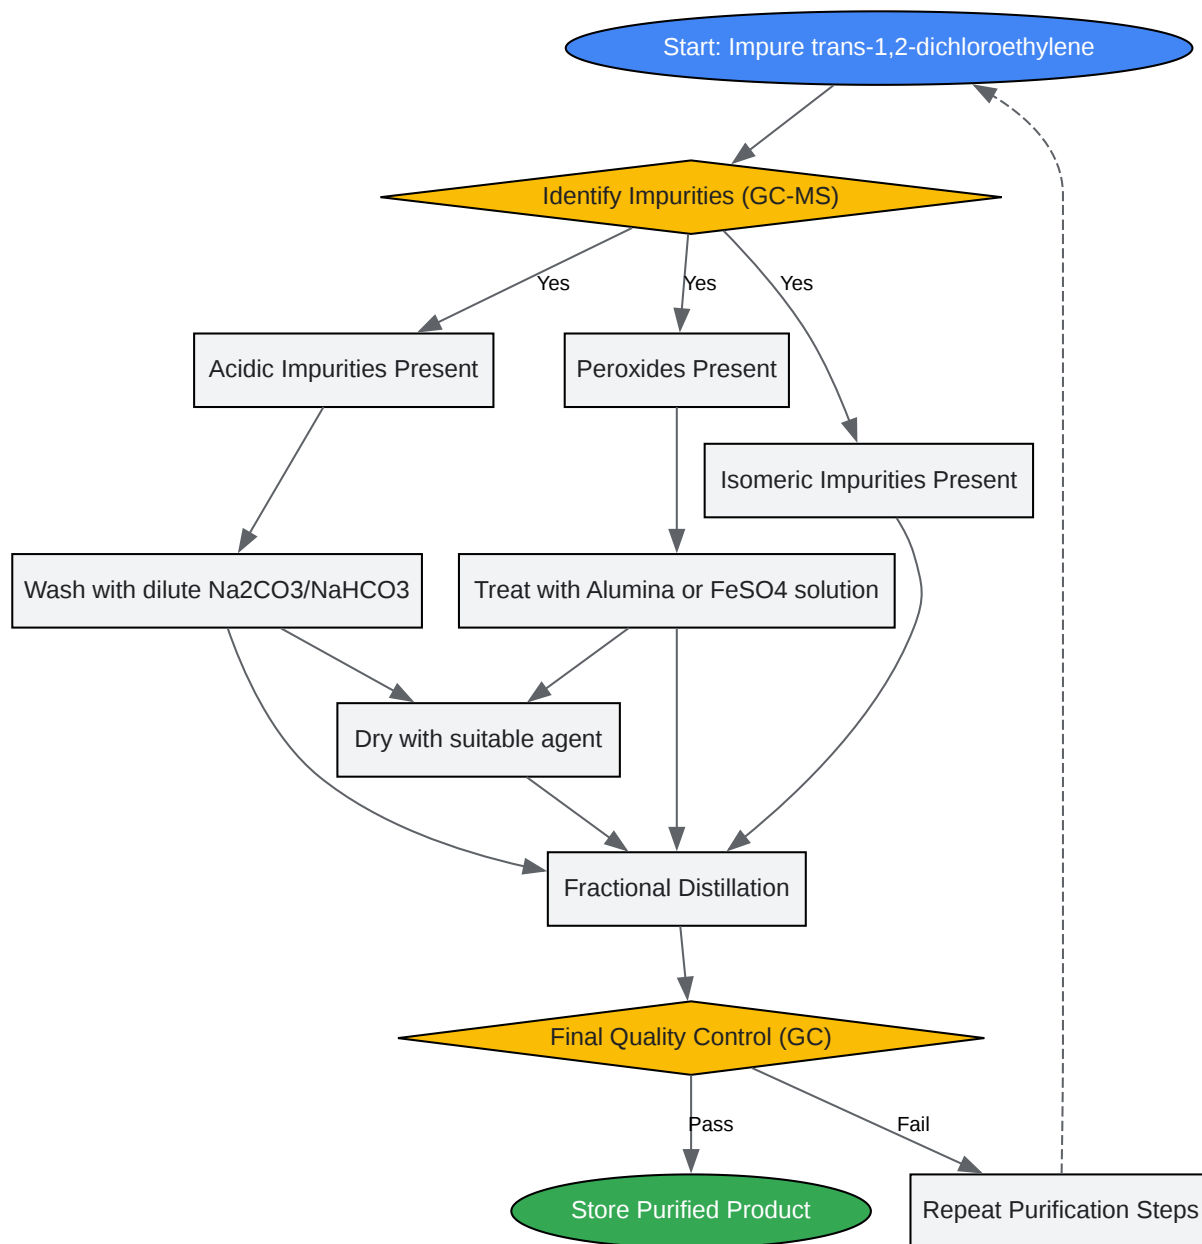 Start: Impure trans-1,2-dichloroethylene
Identify Impurities (GC-MS)
Yes
Yes
Yes
Acidic Impurities Present
Peroxides Present
Isomeric Impurities Present
Wash with dilute Na2CO3/NaHCO3
Treat with Alumina or FeSO4 solution
Dry with suitable agent
Fractional Distillation
Final Quality Control (GC)
Pass
Fail
Store Purified Product
Repeat Purification Steps